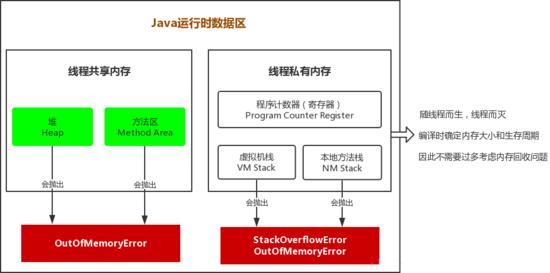 Java运行时数据区
线程共享内存
堆
Heap
方法区
Method Area
会抛出
会抛出
OutOfMemoryError
线程私有内存
程序计数器（寄存器）
Program Counter Register
虚拟机栈
VM Stack
本地方法栈
NM Stack
会抛出
会抛出
StackOverflowError
OutOfMemoryError
随线程而生，线程而灭
编译时确定内存大小和生存周期
因此不需要过多考虑内存回收问题